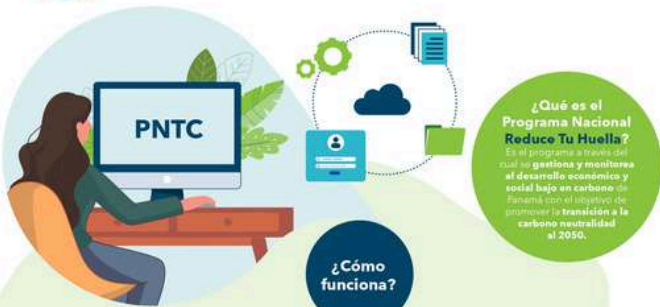 PNTC
¿Qué es el
Programa Nacional
Reduce Tu Huella?
Es el programa a través del
cual se gestiona y monitorea
el desarrollo económico y
social bajo en carbono de
Panamá con el objetivo de
promover la transición a la
carbono neutralidad
al 2050.
¿Cómo
funciona?